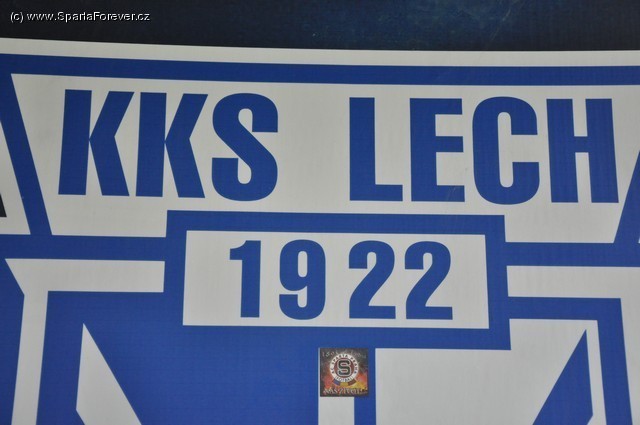 (c) www.SpartaForever.cz
KKS LECH
1922
S